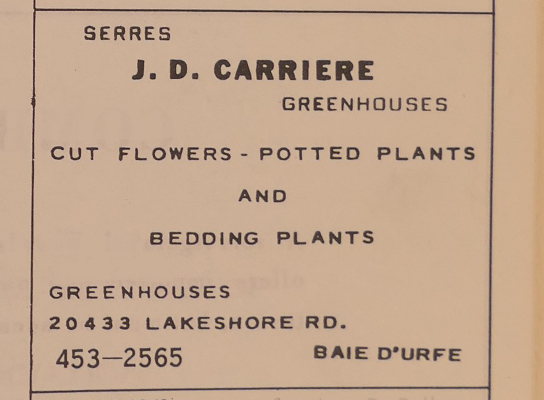 SERRES
J. D. CARRIERE
GREENHOUSES
CUT FLOWERS - POTTED PLANTS
AND
BEDDING PLANTS
GREENHOUSES
20433 LAKESHORE RD.
453—2565 BAIE D'URFE